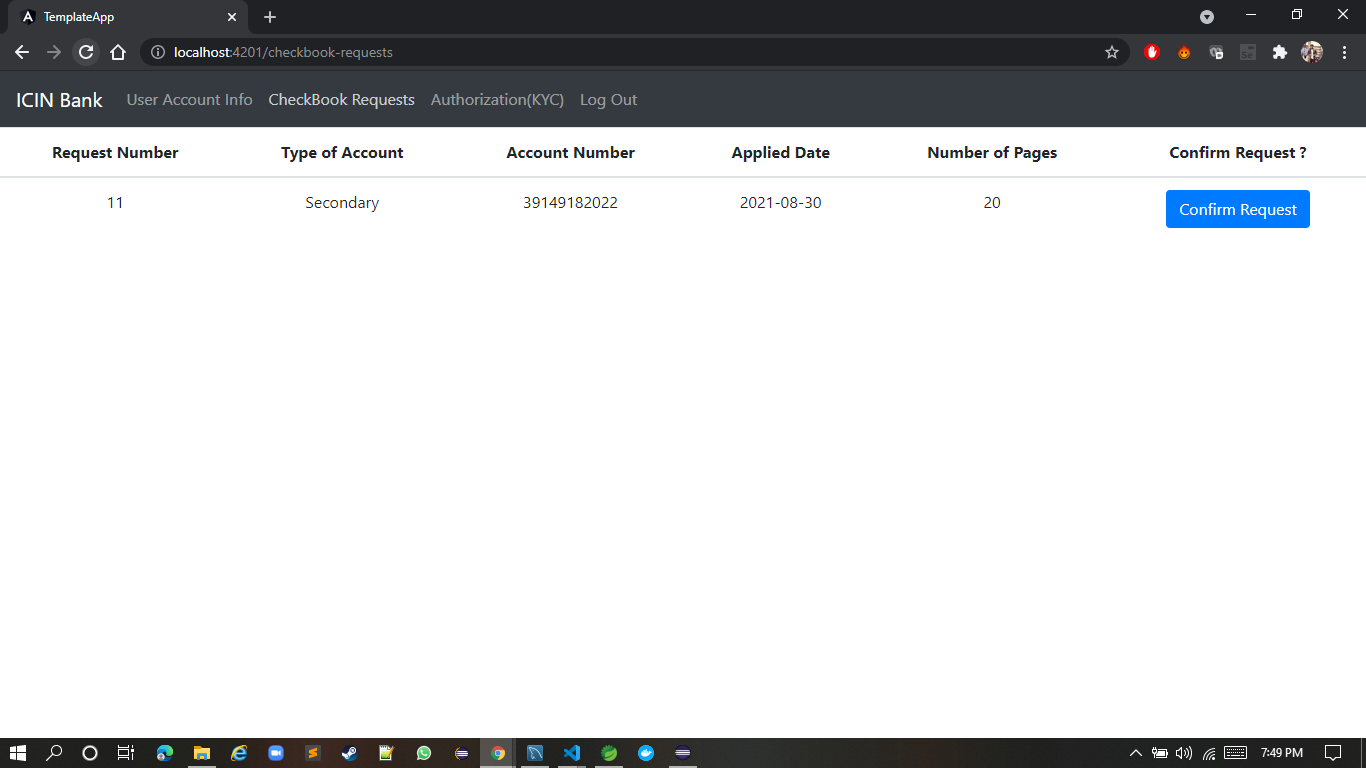 TemplateApp
localhost:4201/checkbook-requests
ICIN Bank User Account Info CheckBook Requests Authorization(KYC) Log Out
Request Number Type of Account Account Number Applied Date Number of Pages Confirm Request ?
11 Secondary 39149182022 2021-08-30 20 Confirm Request
7:49 PM